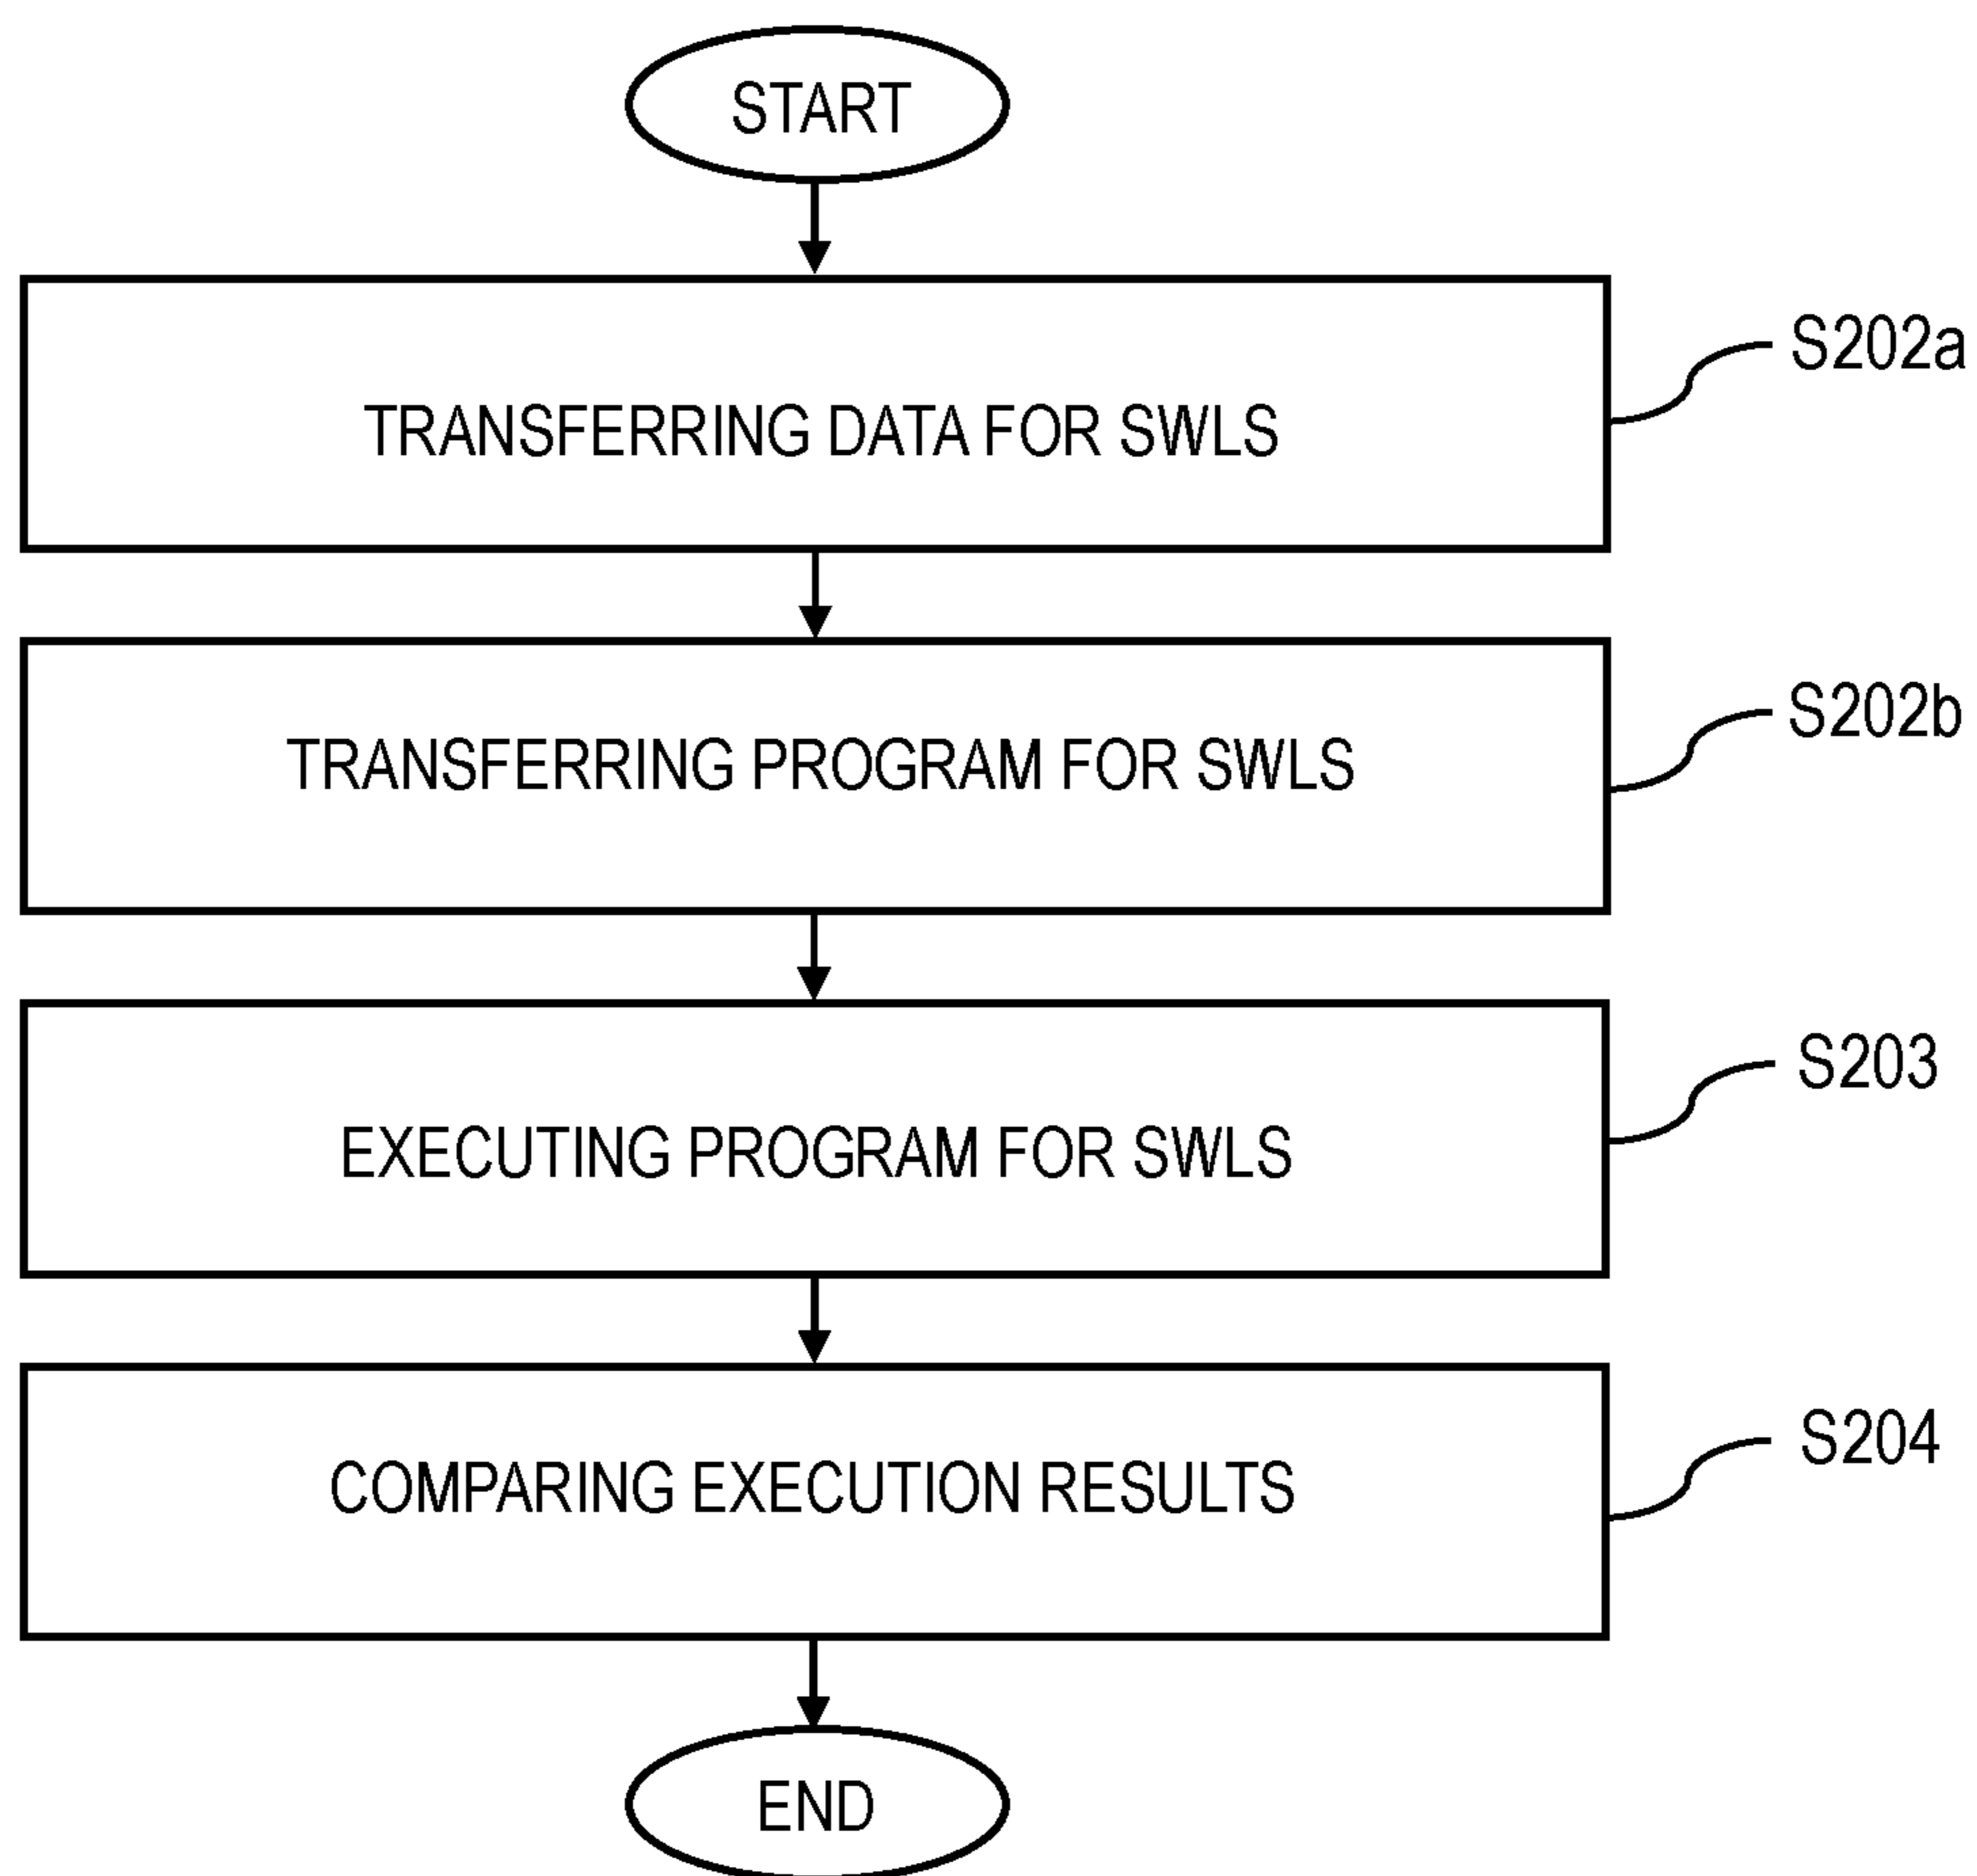 START
TRANSFERRING DATA FOR SWLS
S202a
TRANSFERRING PROGRAM FOR SWLS
S202b
EXECUTING PROGRAM FOR SWLS
S203
COMPARING EXECUTION RESULTS
S204
END